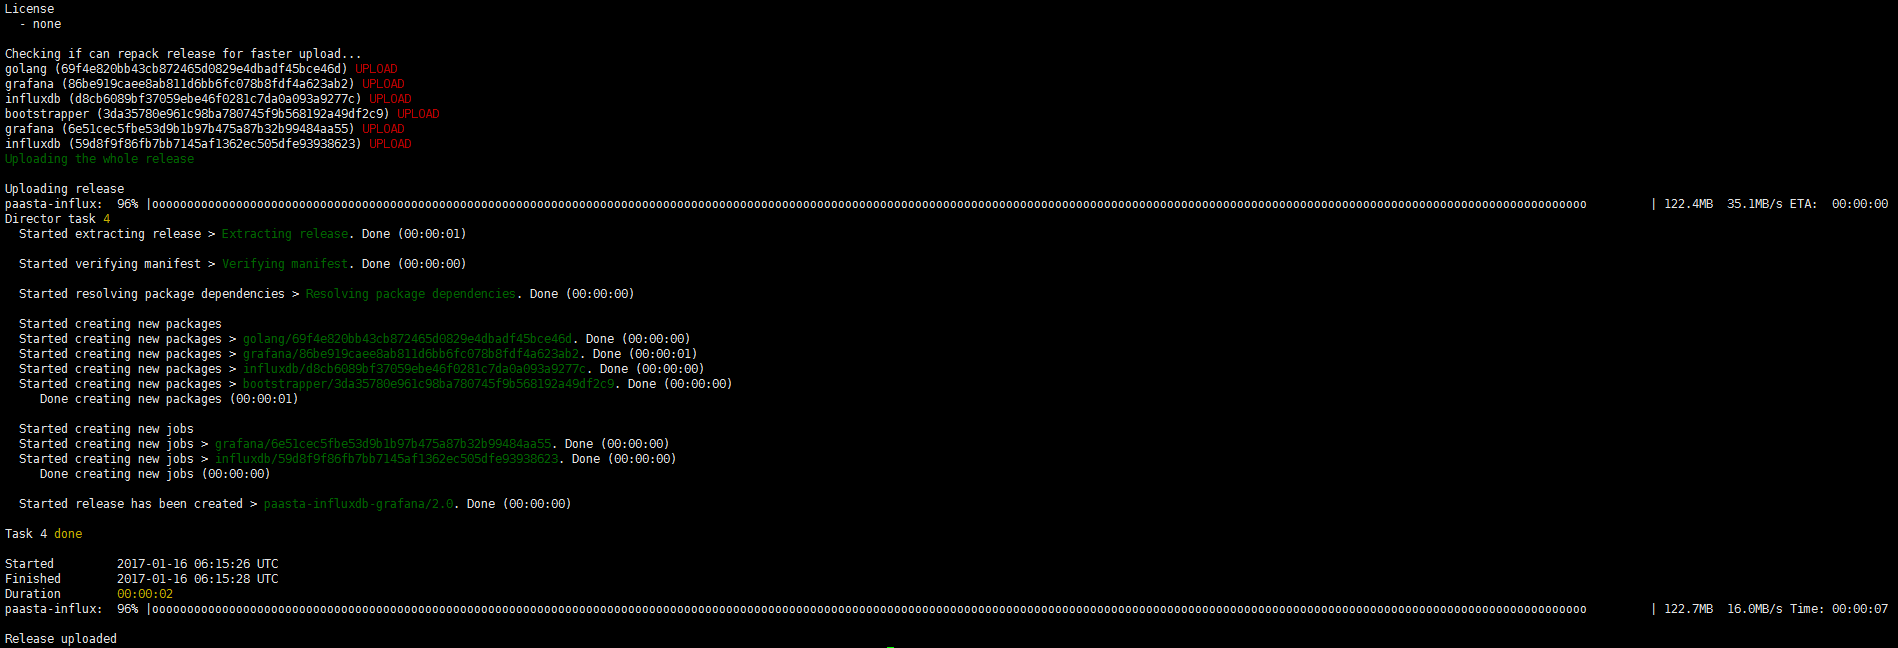 License
  - none
Checking if can repack release for faster upload...
golang (69f4e820bb43cb872465d0829e4dbadf45bce46d) UPLOAD
grafana (86be919caee8ab811d6bb6fc078b8fdf4a623ab2) UPLOAD
influxdb (d8cb6089bf37059ebe46f0281c7da0a093a9277c) UPLOAD
bootstrapper (3da35780e961c98ba780745f9b568192a49df2c9) UPLOAD
grafana (6e51cec5fbe53d9b1b97b475a87b32b99484aa55) UPLOAD
influxdb (59d8f9f86fb7bb7145af1362ec505dfe93938623) UPLOAD
Uploading the whole release
Uploading release
paasta-influx:  96% |ooooooooooooooooooooooooooooooooooooooooooooooooooooooooooooooooooooooooooooooooooooooooooooooooooooooooooooooooooooooooooooooooooooooooooooooooooooooooooooooooooooooooooooooooooooooooooooooooooooooooooooo         | 122.4MB  35.1MB/s ETA:  00:00:00
Director task 4
  Started extracting release > Extracting release. Done (00:00:01)
  Started verifying manifest > Verifying manifest. Done (00:00:00)
  Started resolving package dependencies > Resolving package dependencies. Done (00:00:00)
  Started creating new packages
  Started creating new packages > golang/69f4e820bb43cb872465d0829e4dbadf45bce46d. Done (00:00:00)
  Started creating new packages > grafana/86be919caee8ab811d6bb6fc078b8fdf4a623ab2. Done (00:00:01)
  Started creating new packages > influxdb/d8cb6089bf37059ebe46f0281c7da0a093a9277c. Done (00:00:00)
  Started creating new packages > bootstrapper/3da35780e961c98ba780745f9b568192a49df2c9. Done (00:00:00)
     Done creating new packages (00:00:01)
  Started creating new jobs
  Started creating new jobs > grafana/6e51cec5fbe53d9b1b97b475a87b32b99484aa55. Done (00:00:00)
  Started creating new jobs > influxdb/59d8f9f86fb7bb7145af1362ec505dfe93938623. Done (00:00:00)
     Done creating new jobs (00:00:00)
  Started release has been created > paasta-influxdb-grafana/2.0. Done (00:00:00)
Task 4 done
Started         2017-01-16 06:15:26 UTC
Finished        2017-01-16 06:15:28 UTC
Duration        00:00:02
paasta-influx:  96% |ooooooooooooooooooooooooooooooooooooooooooooooooooooooooooooooooooooooooooooooooooooooooooooooooooooooooooooooooooooooooooooooooooooooooooooooooooooooooooooooooooooooooooooooooooooooooooooooooooooooooooooo         | 122.7MB  16.0MB/s Time: 00:00:07
Release uploaded